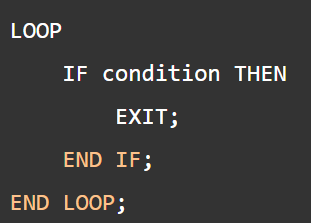 LOOP
    IF condition THEN
        EXIT;
    END IF;
END LOOP;